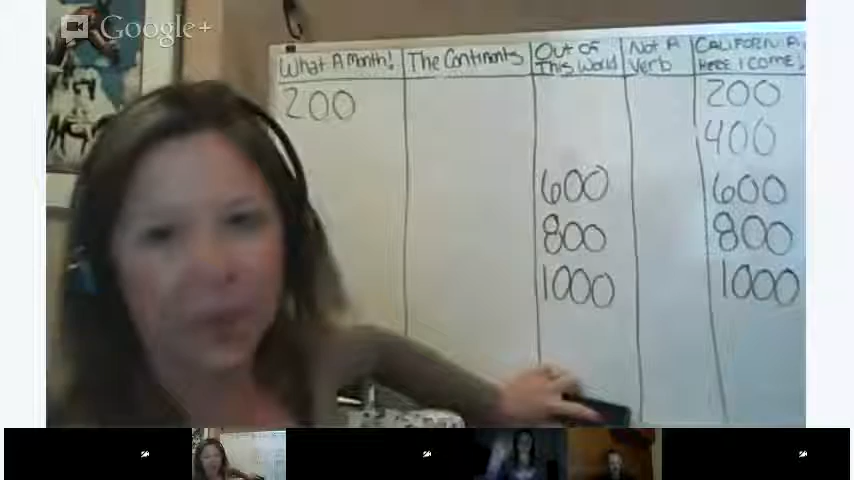 Google+
What A Month! The Continents Out Of This World Not A Verb CALIFORNIA, HERE I COME!
200 200
400
600 600
800 800
1000 1000